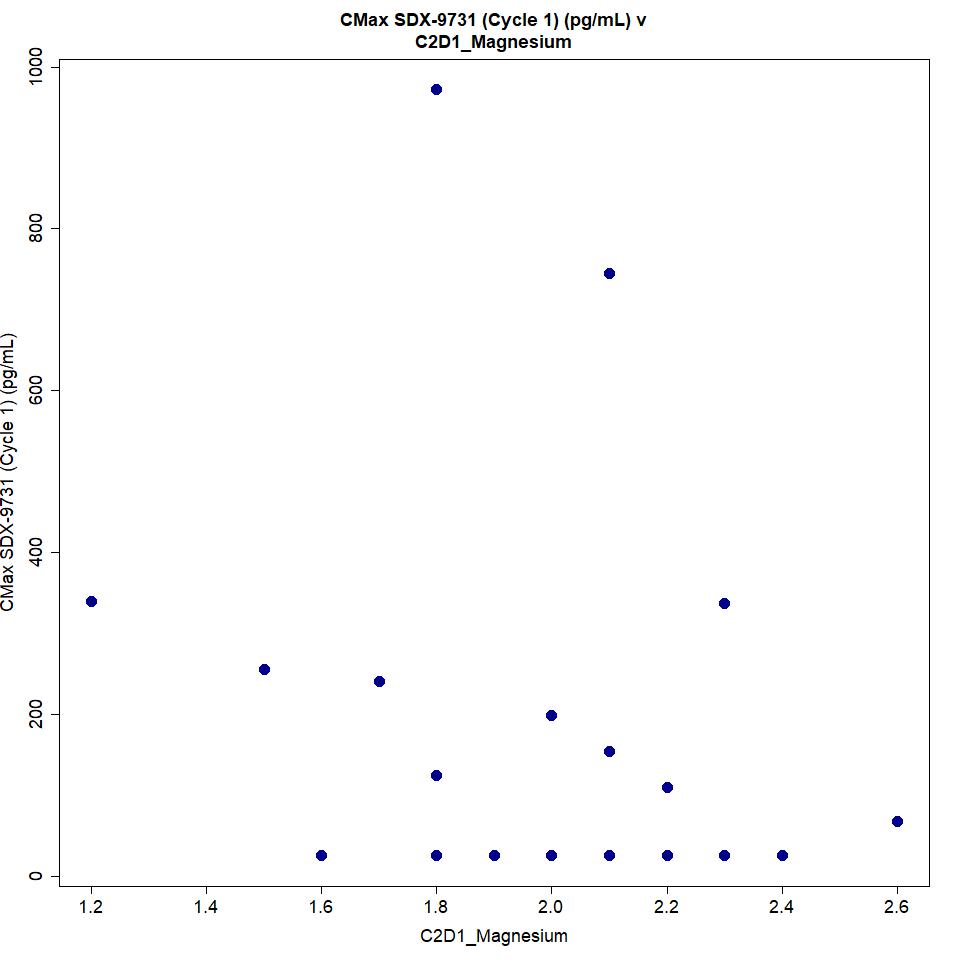 CMax SDX-9731 (Cycle 1) (pg/mL) v
C2D1_Magnesium
1000
800
600
400
200
0
CMax SDX-9731 (Cycle 1) (pg/mL)
1.2 1.4 1.6 1.8 2.0 2.2 2.4 2.6
C2D1_Magnesium